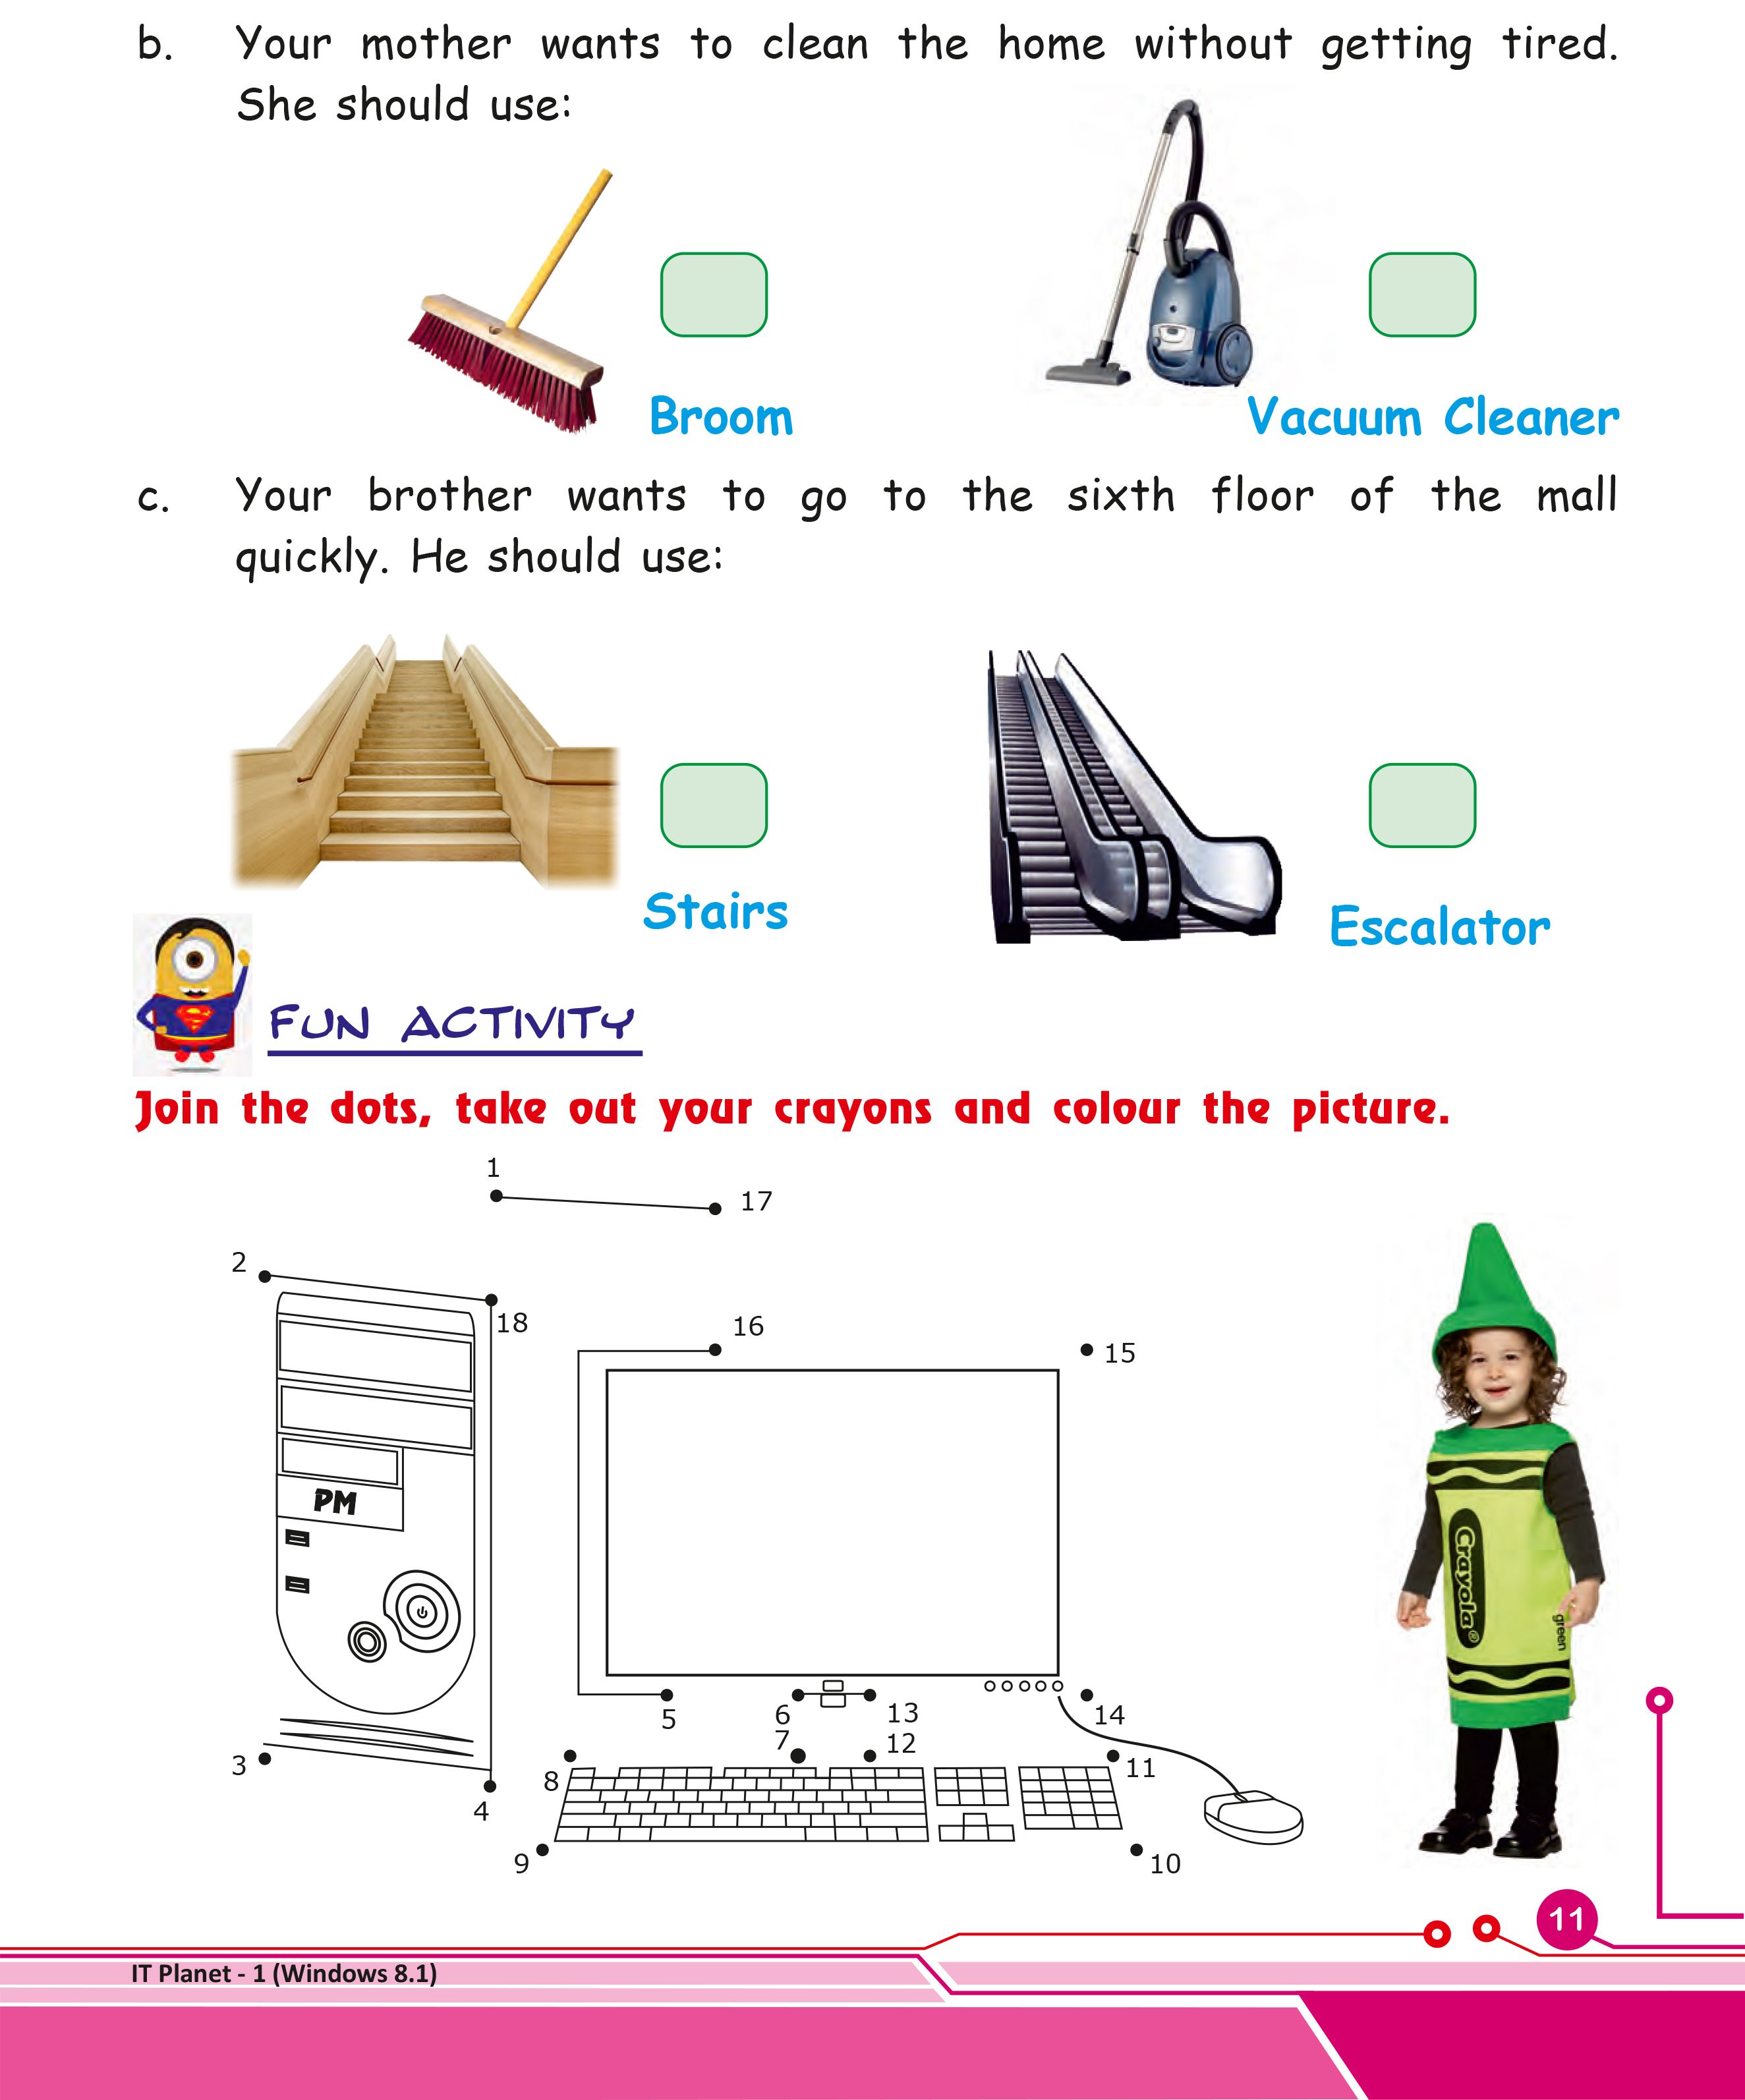 b. Your mother wants to clean the home without getting tired.
She should use:
Broom
Vacuum Cleaner
c. Your brother wants to go to the sixth floor of the mall
quickly. He should use:
Stairs
Escalator
FUN ACTIVITY
Join the dots, take out your crayons and colour the picture.
1
17
2
18
16
15
PM
Crayola®
green
5
6
13
14
7
12
3
8
11
4
9
10
11
IT Planet - 1 (Windows 8.1)